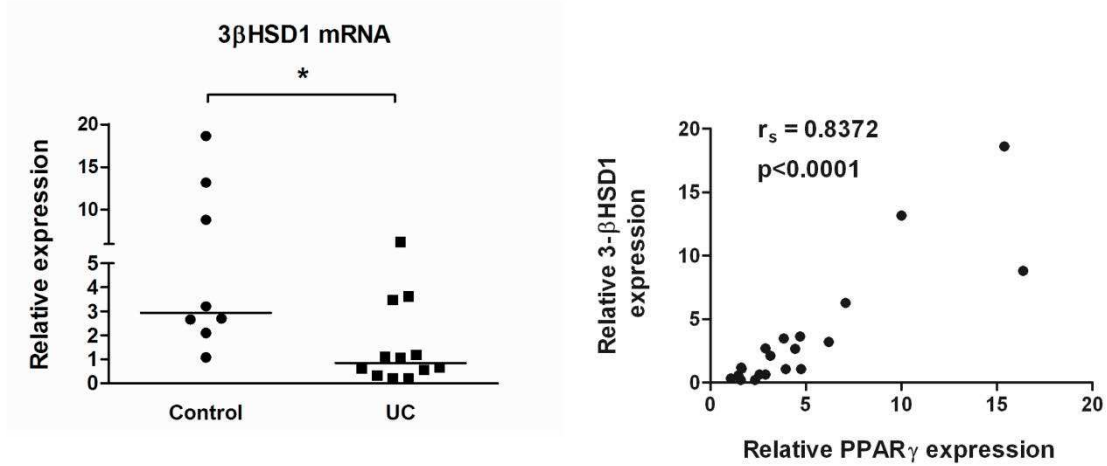 3βHSD1 mRNA
*
Relative expression
20
15
10
5
4
3
2
1
0
Control
UC
r_s = 0.8372
p<0.0001
Relative 3-βHSD1
expression
20
15
10
5
0
0
5
10
15
20
Relative PPARγ expression